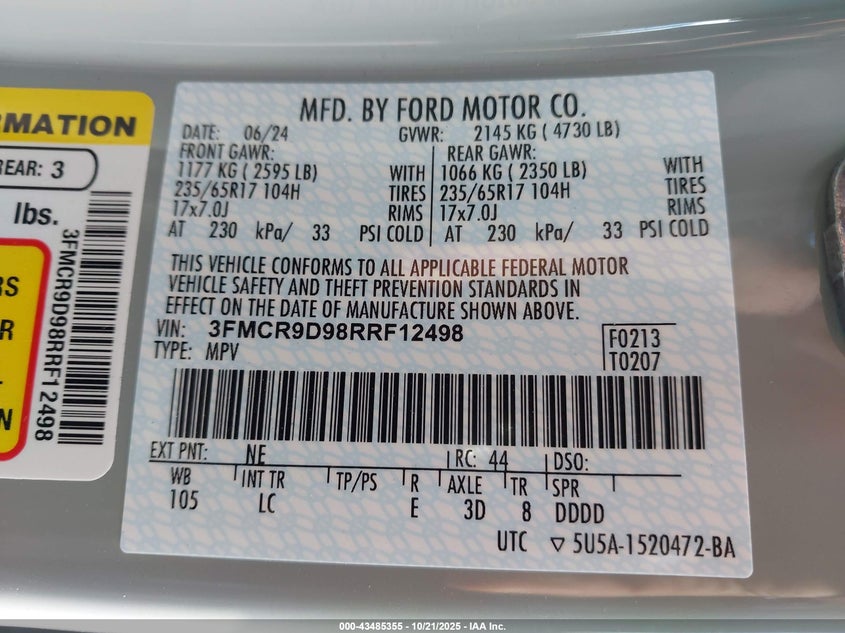 RMATION
REAR: 3
lbs.
3FMCR9D98RRF12498
RS
R
N
MFD. BY FORD MOTOR CO.
DATE: 06/24 GVWR: 2145 KG ( 4730 LB)
FRONT GAWR: REAR GAWR:
1177 KG ( 2595 LB) WITH 1066 KG ( 2350 LB) WITH
235/65R17 104H TIRES 235/65R17 104H TIRES
17x7.0J RIMS 17x7.0J RIMS
AT 230 kPa/ 33 PSI COLD AT 230 kPa/ 33 PSI COLD
THIS VEHICLE CONFORMS TO ALL APPLICABLE FEDERAL MOTOR
VEHICLE SAFETY AND THEFT PREVENTION STANDARDS IN
EFFECT ON THE DATE OF MANUFACTURE SHOWN ABOVE.
VIN: 3FMCR9D98RRF12498
TYPE: MPV
F0213
T0207
EXT PNT: NE RC: 44 DSO:
WB INT TR TP/PS R AXLE TR SPR
105 LC E 3D 8 DDDD
UTC ▽ 5U5A-1520472-BA
000-43485355 - 10/21/2025 - IAA Inc.